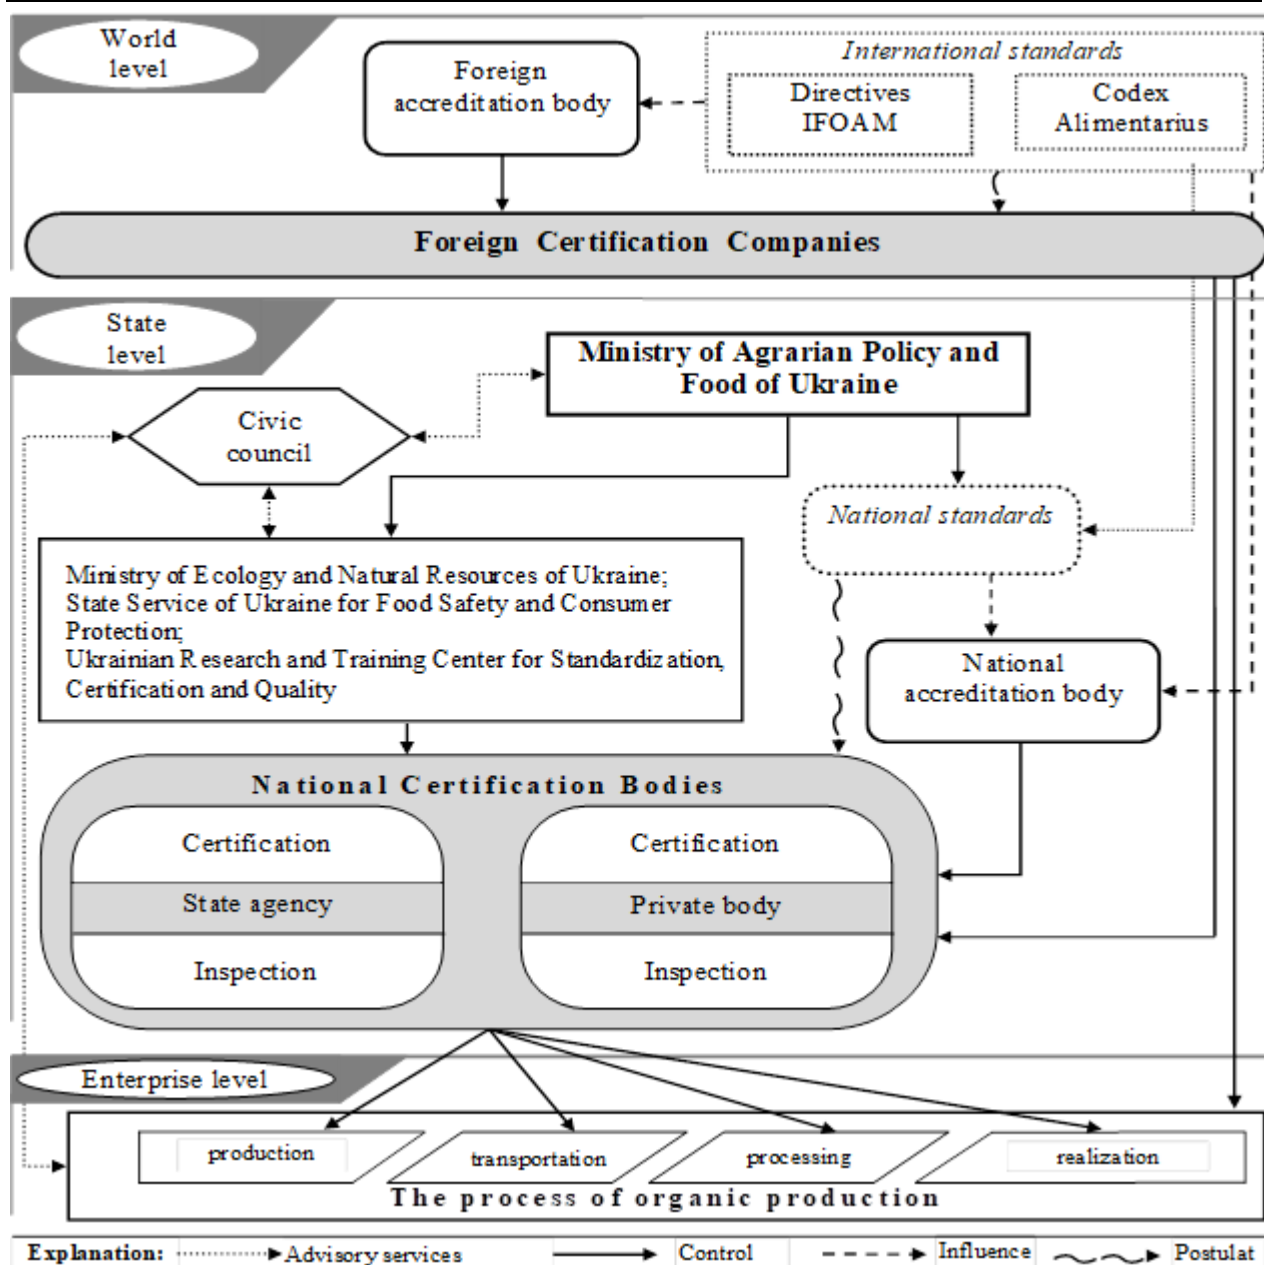 World
level
Foreign
accreditation body
International standards
Directives
IFOAM
Codex
Alimentarius
Foreign Certification Companies
State
level
Ministry of Agrarian Policy and
Food of Ukraine
Civic
council
National standards
Ministry of Ecology and Natural Resources of Ukraine;
State Service of Ukraine for Food Safety and Consumer
Protection;
Ukrainian Research and Training Center for Standardization,
Certification and Quality
National
accreditation body
National Certification Bodies
Certification
State agency
Inspection
Certification
Private body
Inspection
Enterprise level
production
transportation
processing
realization
The process of organic production
Explanation:
Advisory services
Control
Influence
Postulat